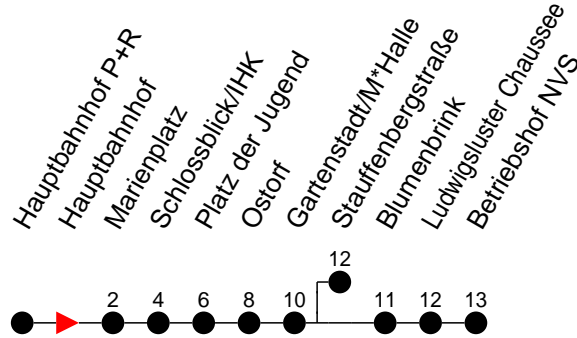 Hauptbahnhof P+R
Hauptbahnhof
Marienplatz
Schlossblick/IHK
Platz der Jugend
Ostorf
Gartenstadt/M*Halle
Stauffenbergstraße
Blumenbrink
Ludwigsluster Chaussee
Betriebshof NVS
12
2 4 6 8 10 11 12 13